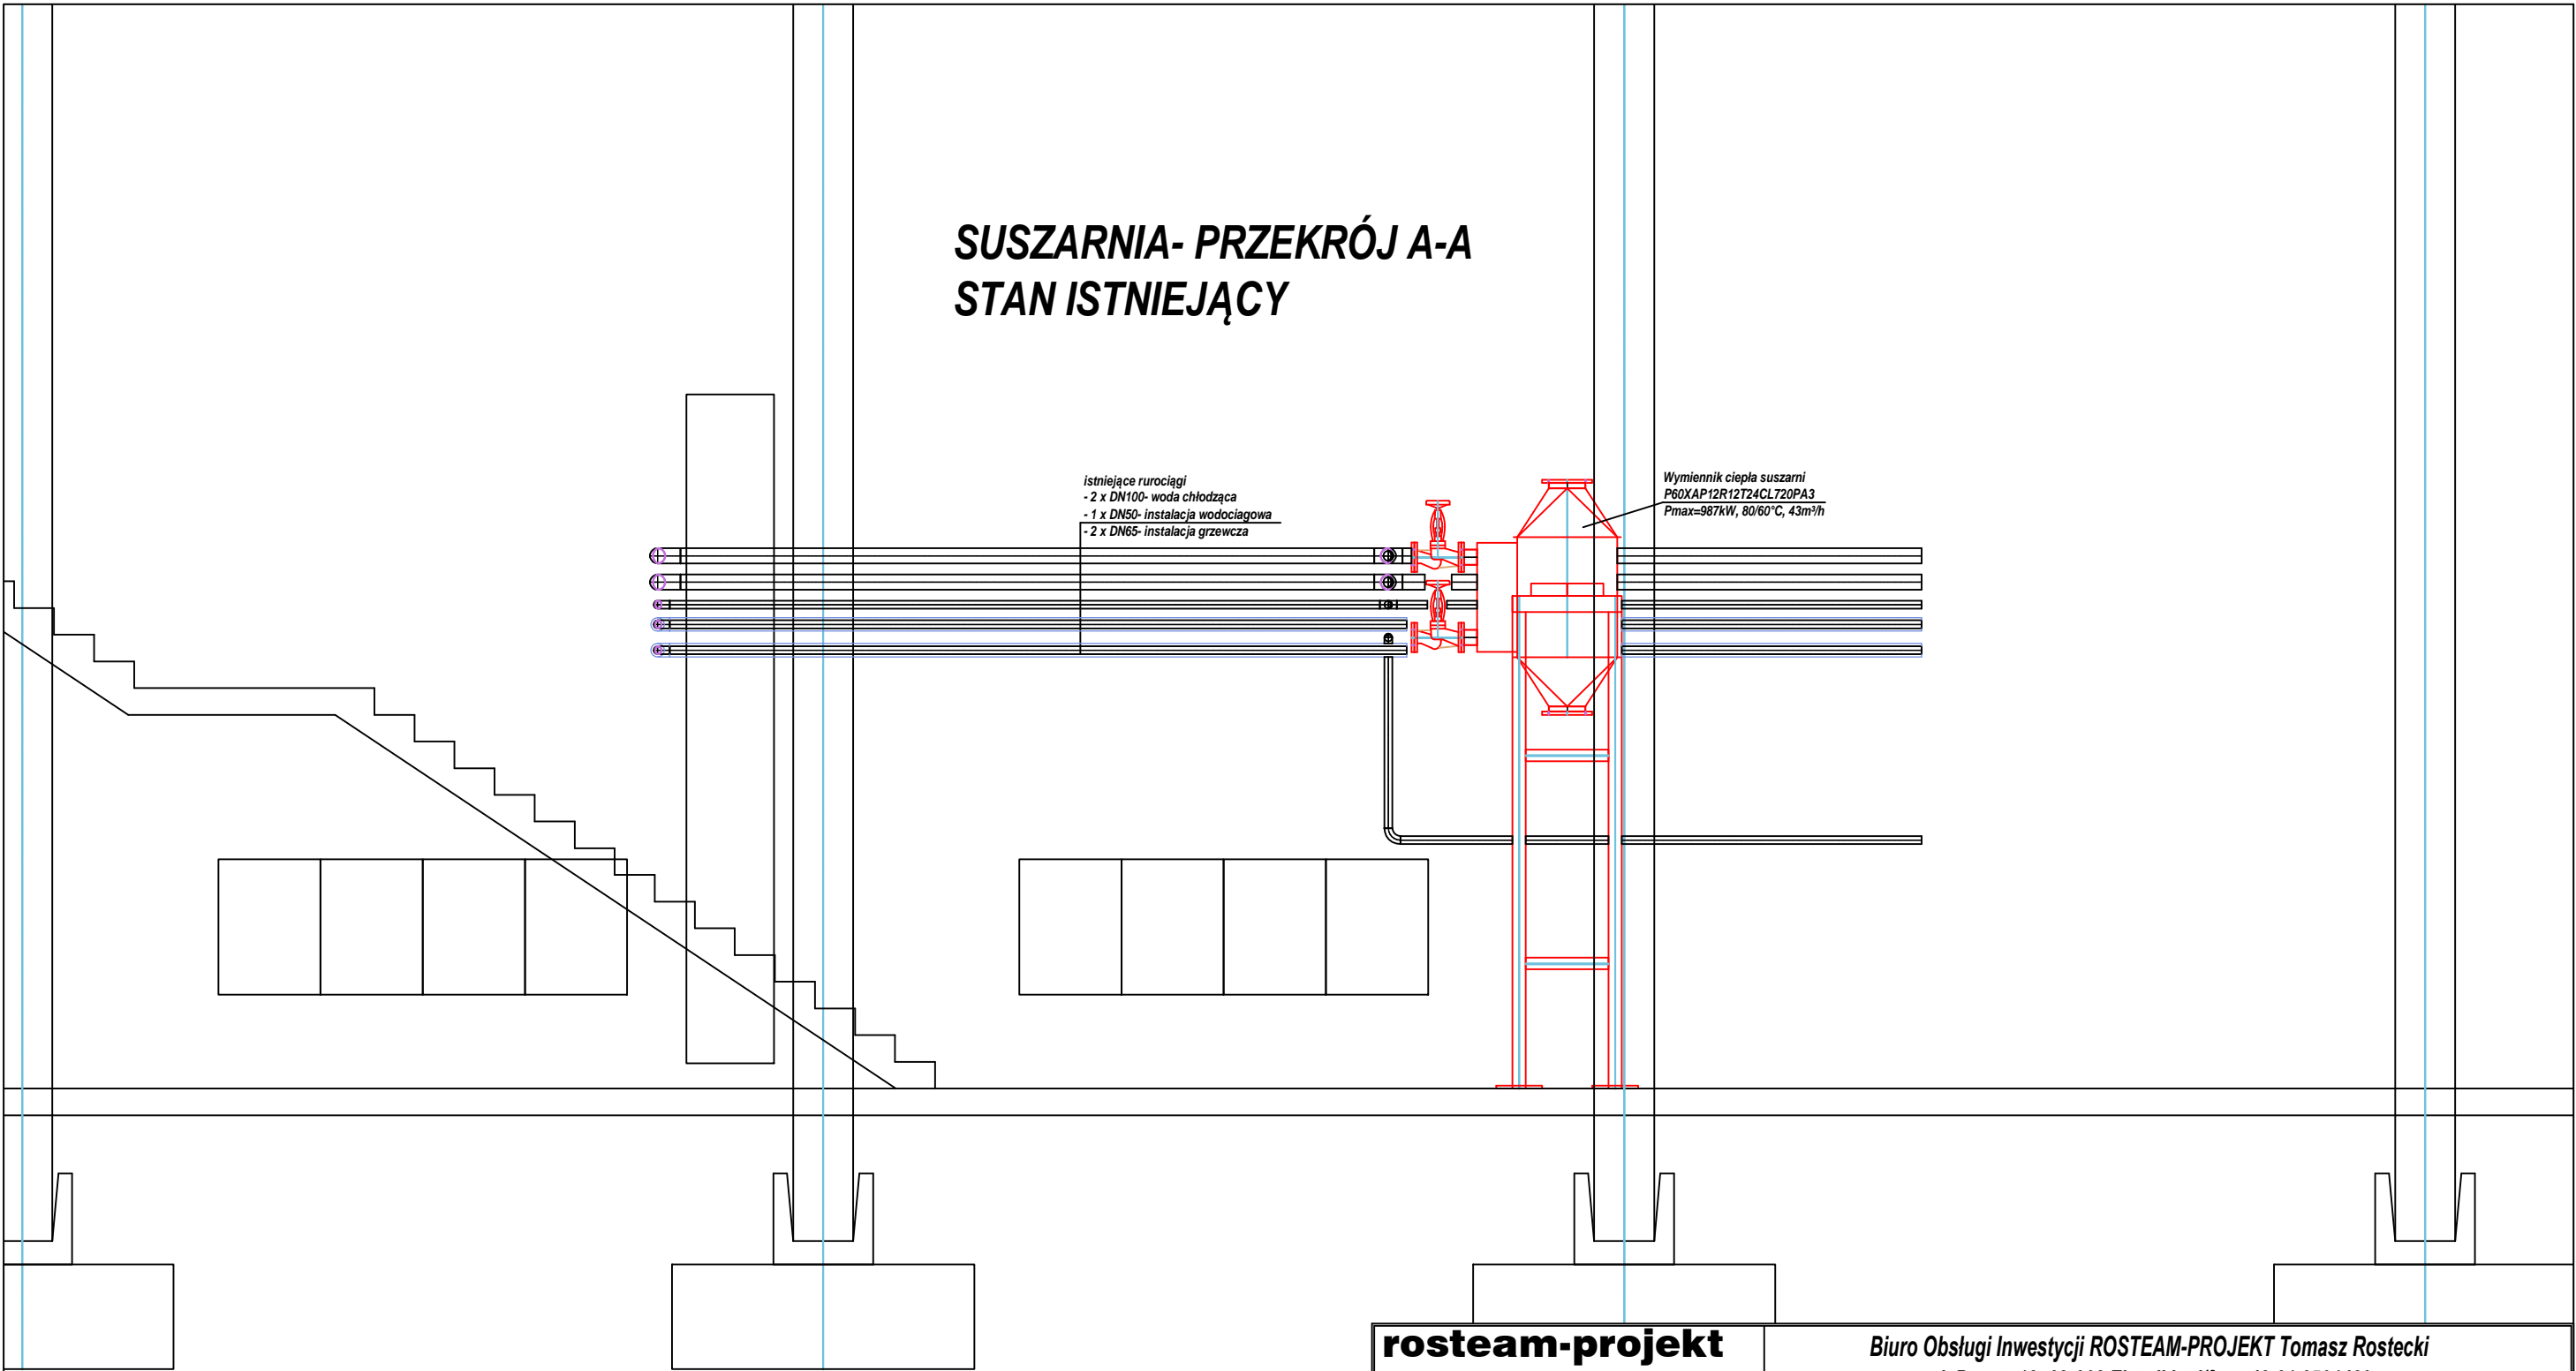 SUSZARNIA- PRZEKRÓJ A-A
STAN ISTNIEJĄCY
istniejące rurociągi
- 2 x DN100- woda chłodząca
- 1 x DN50- instalacja wodociagowa
- 2 x DN65- instalacja grzewcza
Wymiennik ciepła suszarni
P60XAP12R12T24CL720PA3
Pmax=987kW, 80/60°C, 43m³/h
rosteam-projekt
Biuro Obsługi Inwestycji ROSTEAM-PROJEKT Tomasz Rostecki